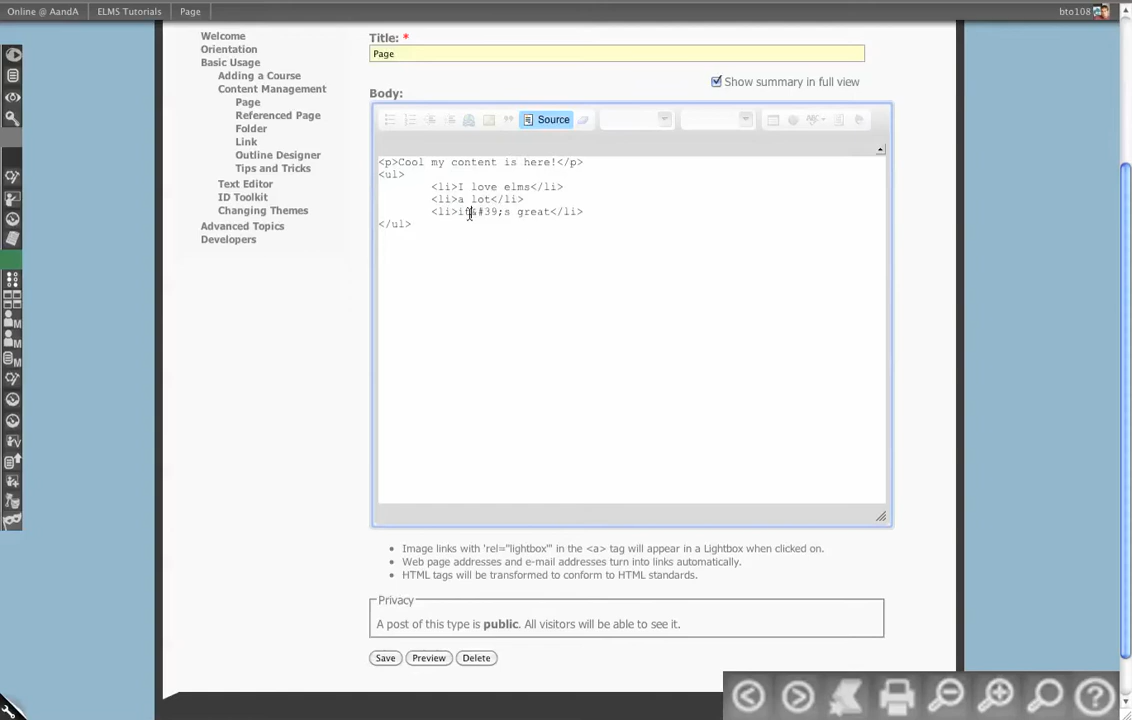 Online @ AandA ELMS Tutorials Page bto108
Welcome
Orientation
Basic Usage
Adding a Course
Content Management
Page
Referenced Page
Folder
Link
Outline Designer
Tips and Tricks
Text Editor
ID Toolkit
Changing Themes
Advanced Topics
Developers
Title: *
Page
Show summary in full view
Body:
Source
<p>Cool my content is here!</p>
<ul>
<li>I love elms</li>
<li>a lot</li>
<li>it&#39;s great</li>
</ul>
Image links with 'rel="lightbox"' in the <a> tag will appear in a Lightbox when clicked on.
Web page addresses and e-mail addresses turn into links automatically.
HTML tags will be transformed to conform to HTML standards.
Privacy
A post of this type is public. All visitors will be able to see it.
Save Preview Delete